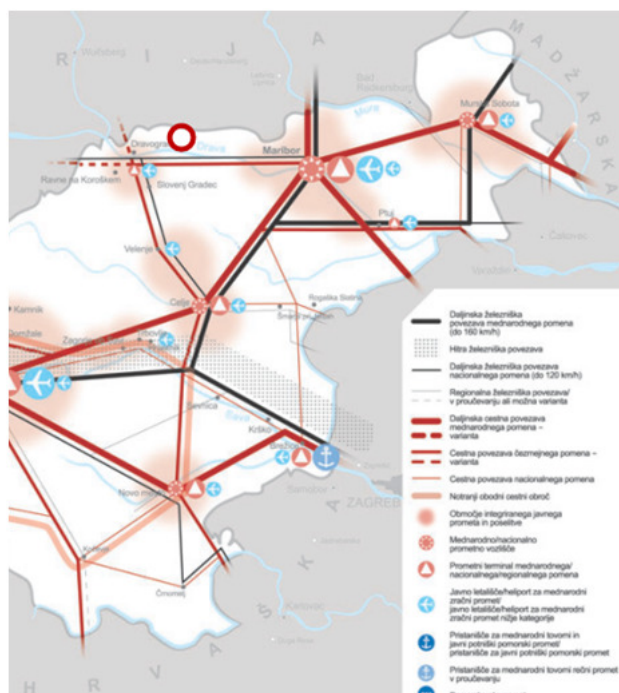 R I J A
Wolfsberg
MADŽARSKA
Bad
Radkersburg
Mure
Murska Sobota
Dravograd
Drava
Maribor
Ravne na Koroškem
Slovenj Gradec
Ptuj
Čakovec
Velenje
Varaždin
Celje
Rogaška Slatina
Kamnik
Domžale
Sevnica
Sava
Krško
Brežice
Samobor
ZAGREB
Novo mesto
Črnomelj
Karlovac
HRVAŠKA
Daljinska železniška
povezava mednarodnega pomena
(do 160 km/h)
Hitra železniška povezava
Daljinska železniška
povezava nacionalnega pomena
(do 120 km/h)
Regionalna železniška povezava/
v proučevanju ali možna varianta
Daljinska cestna povezava
mednarodnega pomena –
varianta
Cestna povezava čezmejnega pomena –
varianta
Cestna povezava nacionalnega pomena
Notranji obodni cestni obroč
Območje integriranega javnega
prometa in poselitve
Mednarodno/nacionalno
prometno vozlišče
Prometni terminal mednarodnega/
nacionalnega/regionalnega pomena
Javno letališče/heliport za mednarodni
zračni promet/
javno letališče/heliport za mednarodni
zračni promet nižje kategorije
Pristanišče za mednarodni tovorni in
javni potniški pomorski promet/
pristanišče za javni potniški pomorski promet
Pristanišče za mednarodni tovorni rečni promet
v proučevanju